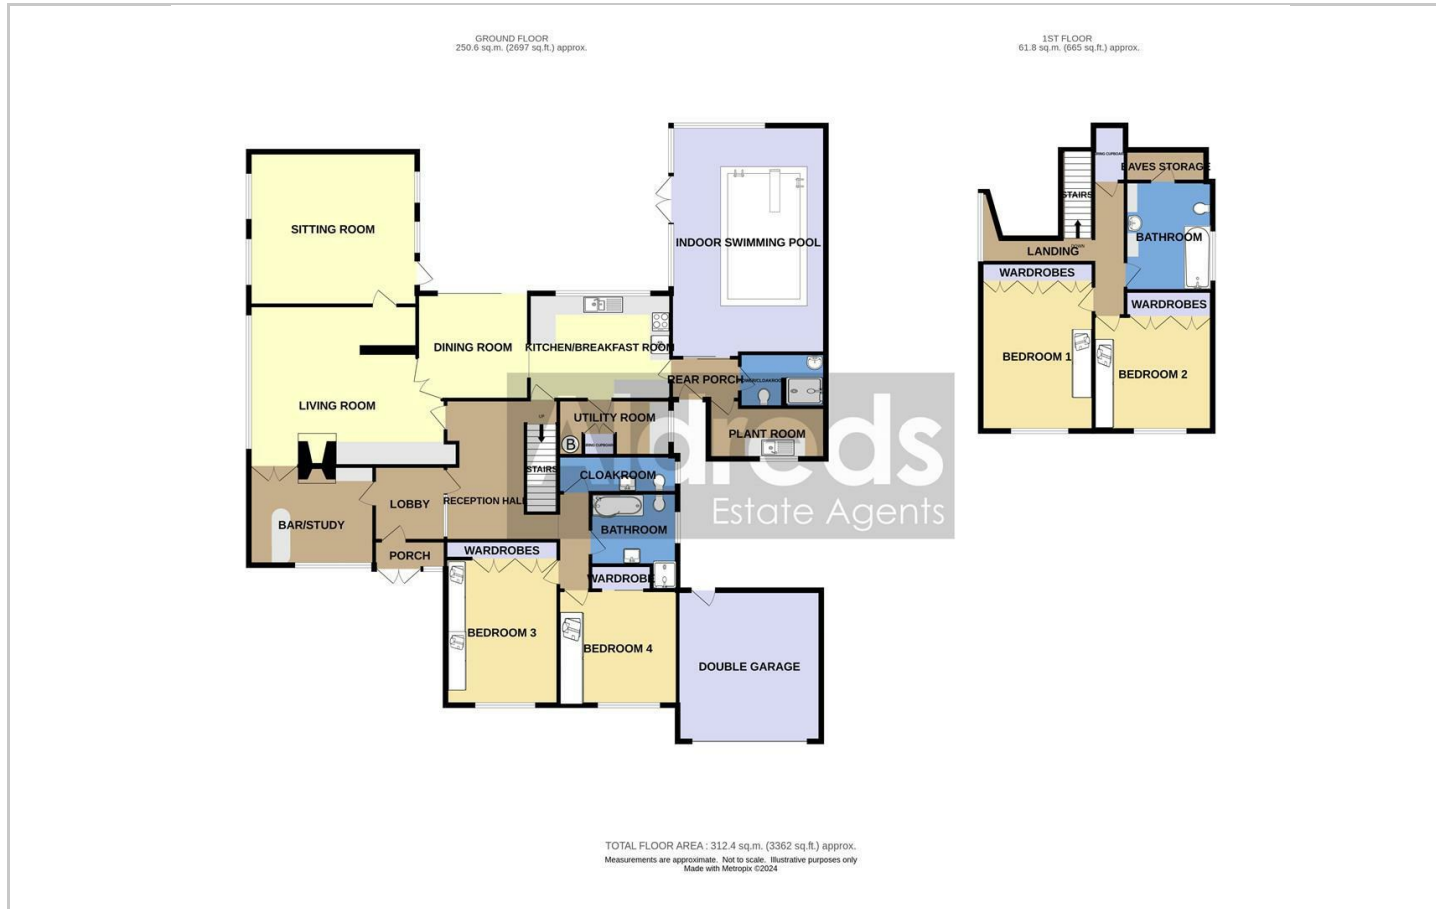 GROUND FLOOR
250.6 sq.m. (2697 sq.ft.) approx.
1ST FLOOR
61.8 sq.m. (665 sq.ft.) approx.
SITTING ROOM
INDOOR SWIMMING POOL
DINING ROOM
KITCHEN/BREAKFAST ROOM
LIVING ROOM
REAR PORCH
UTILITY ROOM
PLANT ROOM
UP
B
STAIRS
CLOAKROOM
LOBBY
RECEPTION HALL
BAR/STUDY
BATHROOM
PORCH
WARDROBES
WARDROBE
BEDROOM 3
BEDROOM 4
DOUBLE GARAGE
EAVES STORAGE
STAIRS
DOWN
BATHROOM
LANDING
WARDROBES
WARDROBES
BEDROOM 1
BEDROOM 2
Aldreds
Estate Agents
TOTAL FLOOR AREA : 312.4 sq.m. (3362 sq.ft.) approx.
Measurements are approximate. Not to scale. Illustrative purposes only
Made with Metropix ©2024